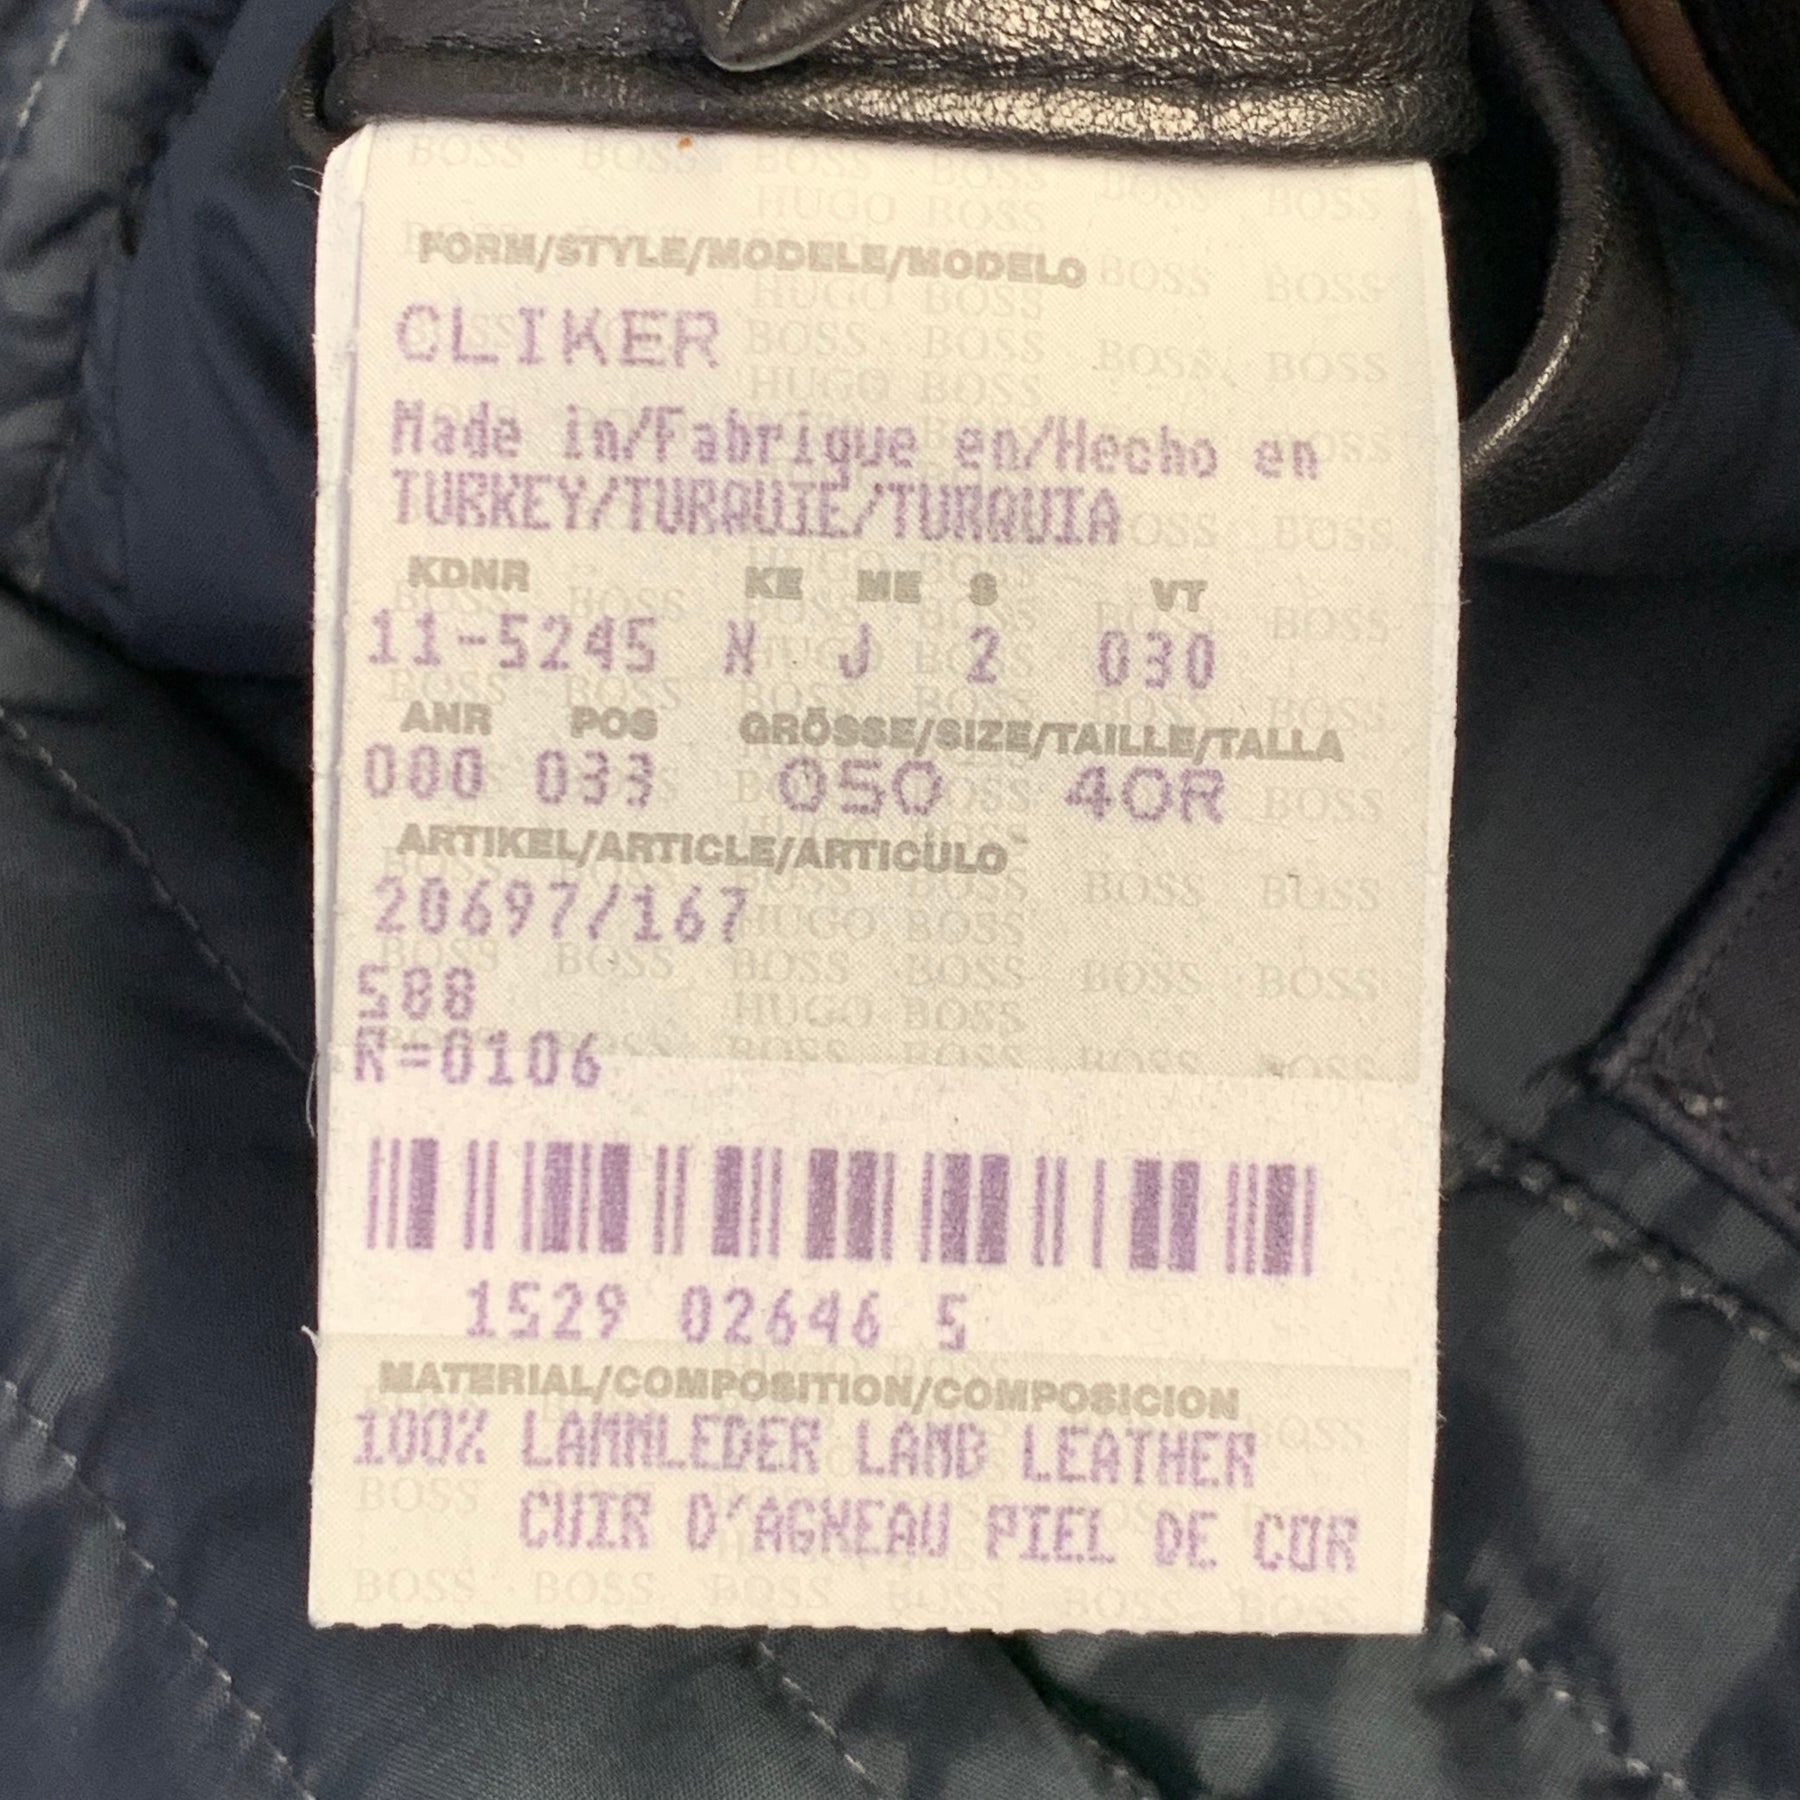 FORM/STYLE/MODELE/MODELO
CLIKER
Made in/Fabrique en/Hecho en
TURKEY/TURQUIE/TURQUIA
KDNR KE ME S VT
11-5245 N J 2 030
ANR POS GRÖSSE/SIZE/TAILLE/TALLA
000 033 050 40R
ARTIKEL/ARTICLE/ARTICULO
20697/167
588
R=0106
1529 02646 5
MATERIAL/COMPOSITION/COMPOSICION
100% LAMMLEDER LAMB LEATHER
CUIR D'AGNEAU PIEL DE COR
HUGO BOSS